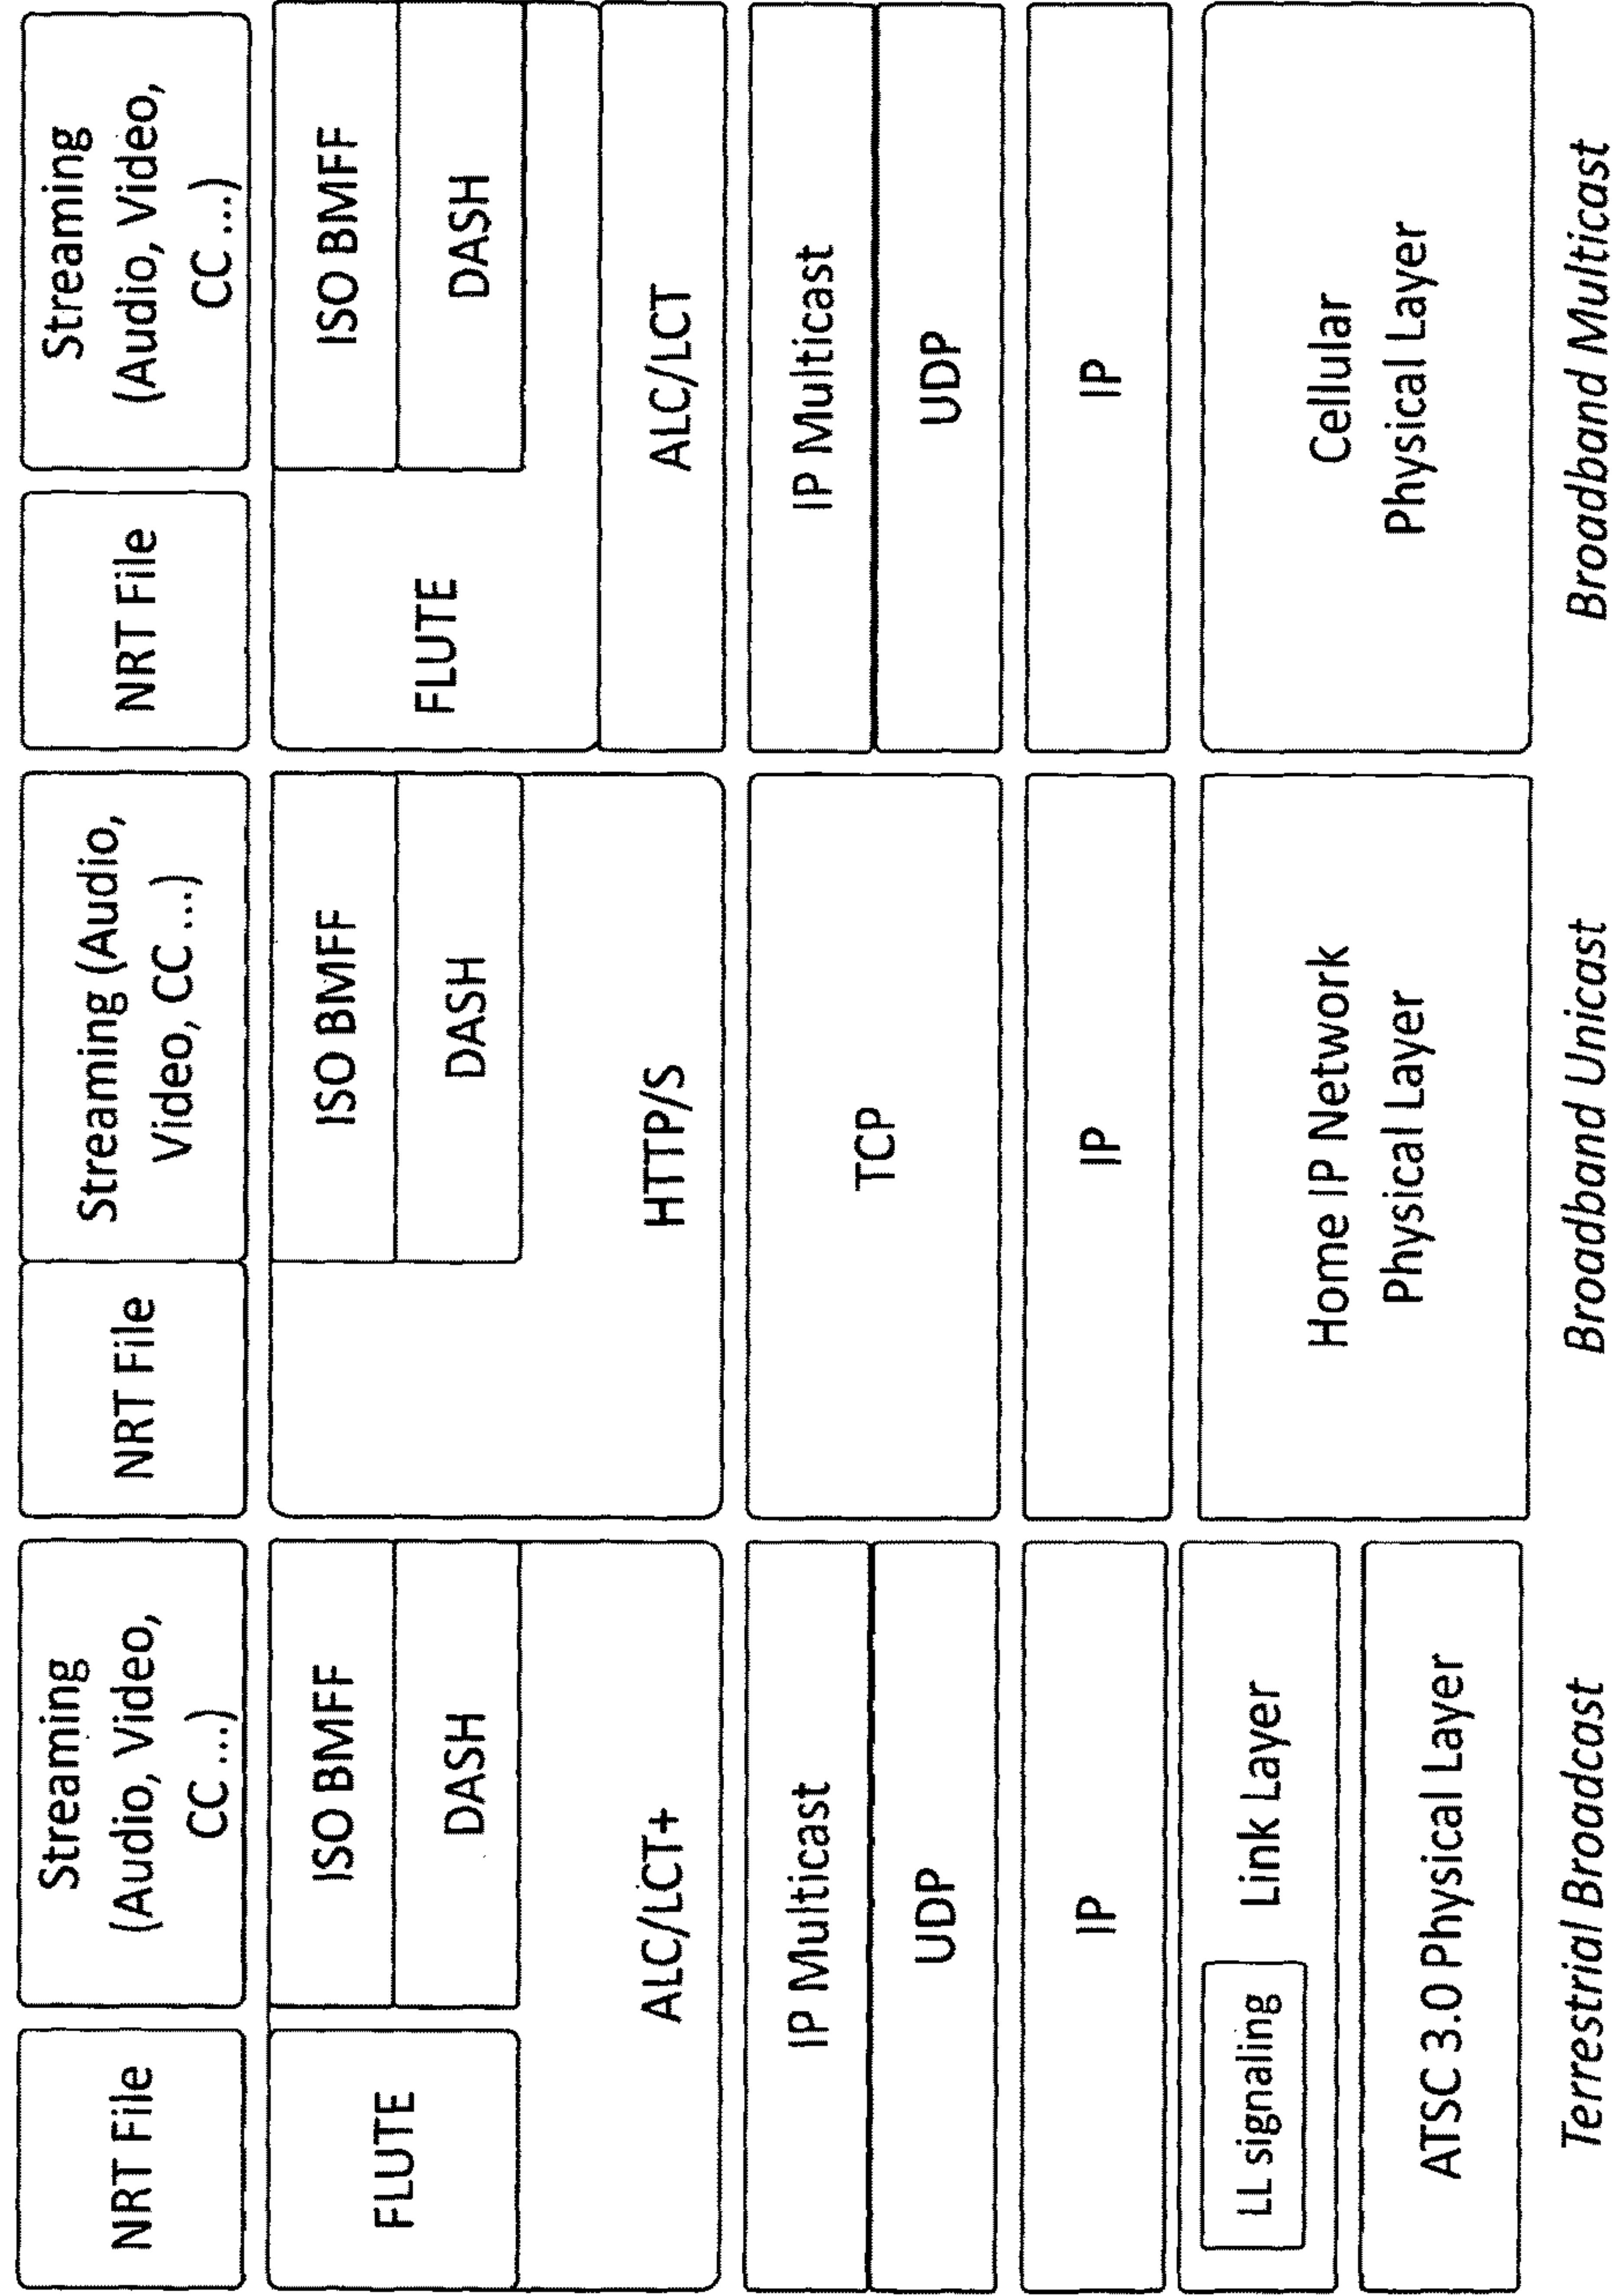 NRT File
Streaming
(Audio, Video,
CC ...)
FLUTE
ISO BMFF
DASH
ALC/LCT+
IP Multicast
UDP
IP
LL signaling
Link Layer
ATSC 3.0 Physical Layer
Terrestrial Broadcast
NRT File
Streaming (Audio,
Video, CC ...)
ISO BMFF
DASH
HTTP/S
TCP
IP
Home IP Network
Physical Layer
Broadband Unicast
NRT File
Streaming
(Audio, Video,
CC ...)
FLUTE
ISO BMFF
DASH
ALC/LCT
IP Multicast
UDP
IP
Cellular
Physical Layer
Broadband Multicast